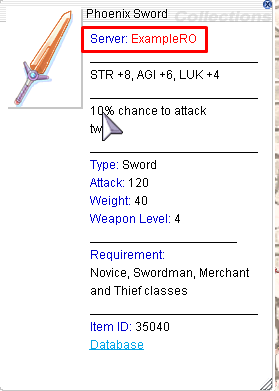 Phoenix Sword
Collections
Server: ExampleRO
STR +8, AGI +6, LUK +4
10% chance to attack
Type: Sword
Attack: 120
Weight: 40
Weapon Level: 4
Requirement:
Novice, Swordman, Merchant
and Thief classes
Item ID: 35040
Database